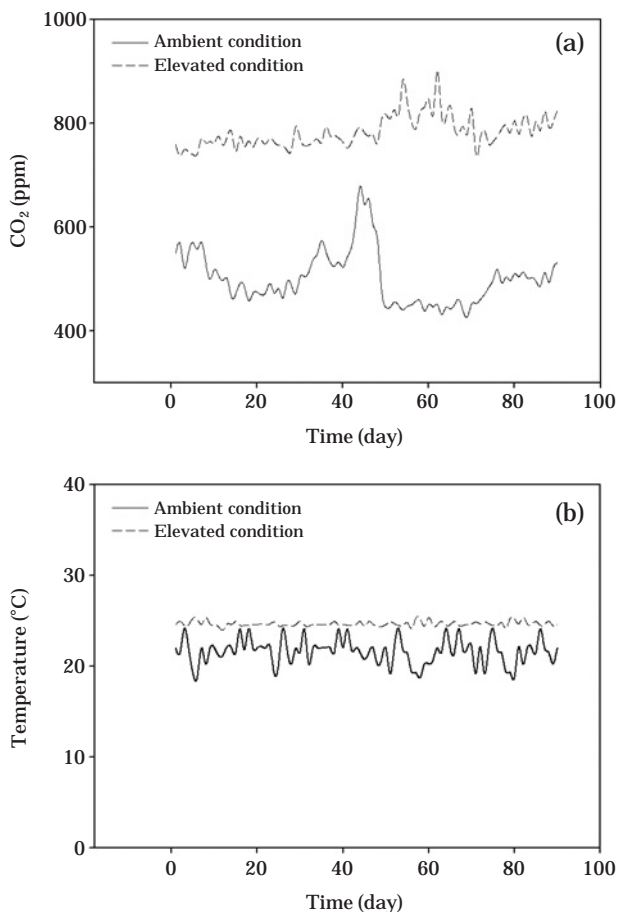 1000
800
600
400
CO₂ (ppm)
Ambient condition
Elevated condition
(a)
0 20 40 60 80 100
Time (day)
40
30
20
10
0
Temperature (°C)
Ambient condition
Elevated condition
(b)
0 20 40 60 80 100
Time (day)